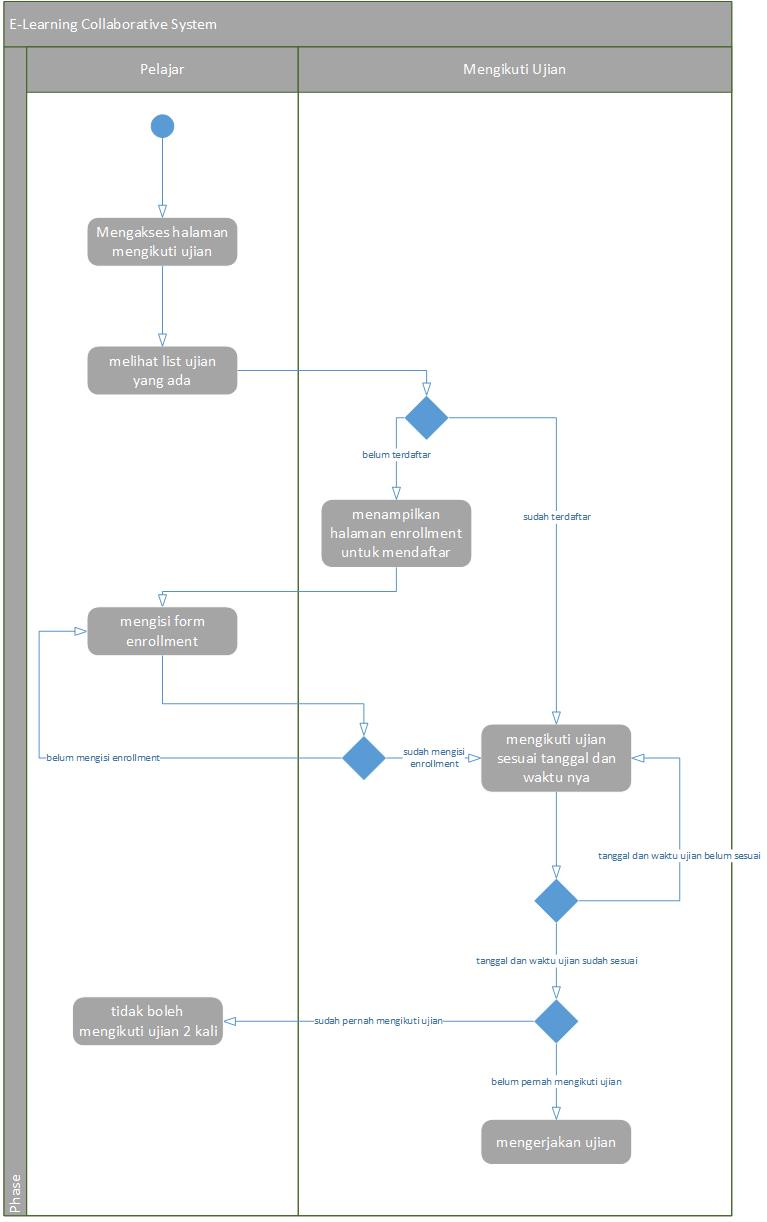 E-Learning Collaborative System
Pelajar
Mengikuti Ujian
Mengakses halaman
mengikuti ujian
melihat list ujian
yang ada
belum terdaftar
menampilkan
halaman enrollment
untuk mendaftar
sudah terdaftar
mengisi form
enrollment
belum mengisi enrollment
sudah mengisi
enrollment
mengikuti ujian
sesuai tanggal dan
waktu nya
tanggal dan waktu ujian belum sesuai
tanggal dan waktu ujian sudah sesuai
tidak boleh
mengikuti ujian 2 kali
sudah pernah mengikuti ujian
belum pernah mengikuti ujian
mengerjakan ujian
Phase